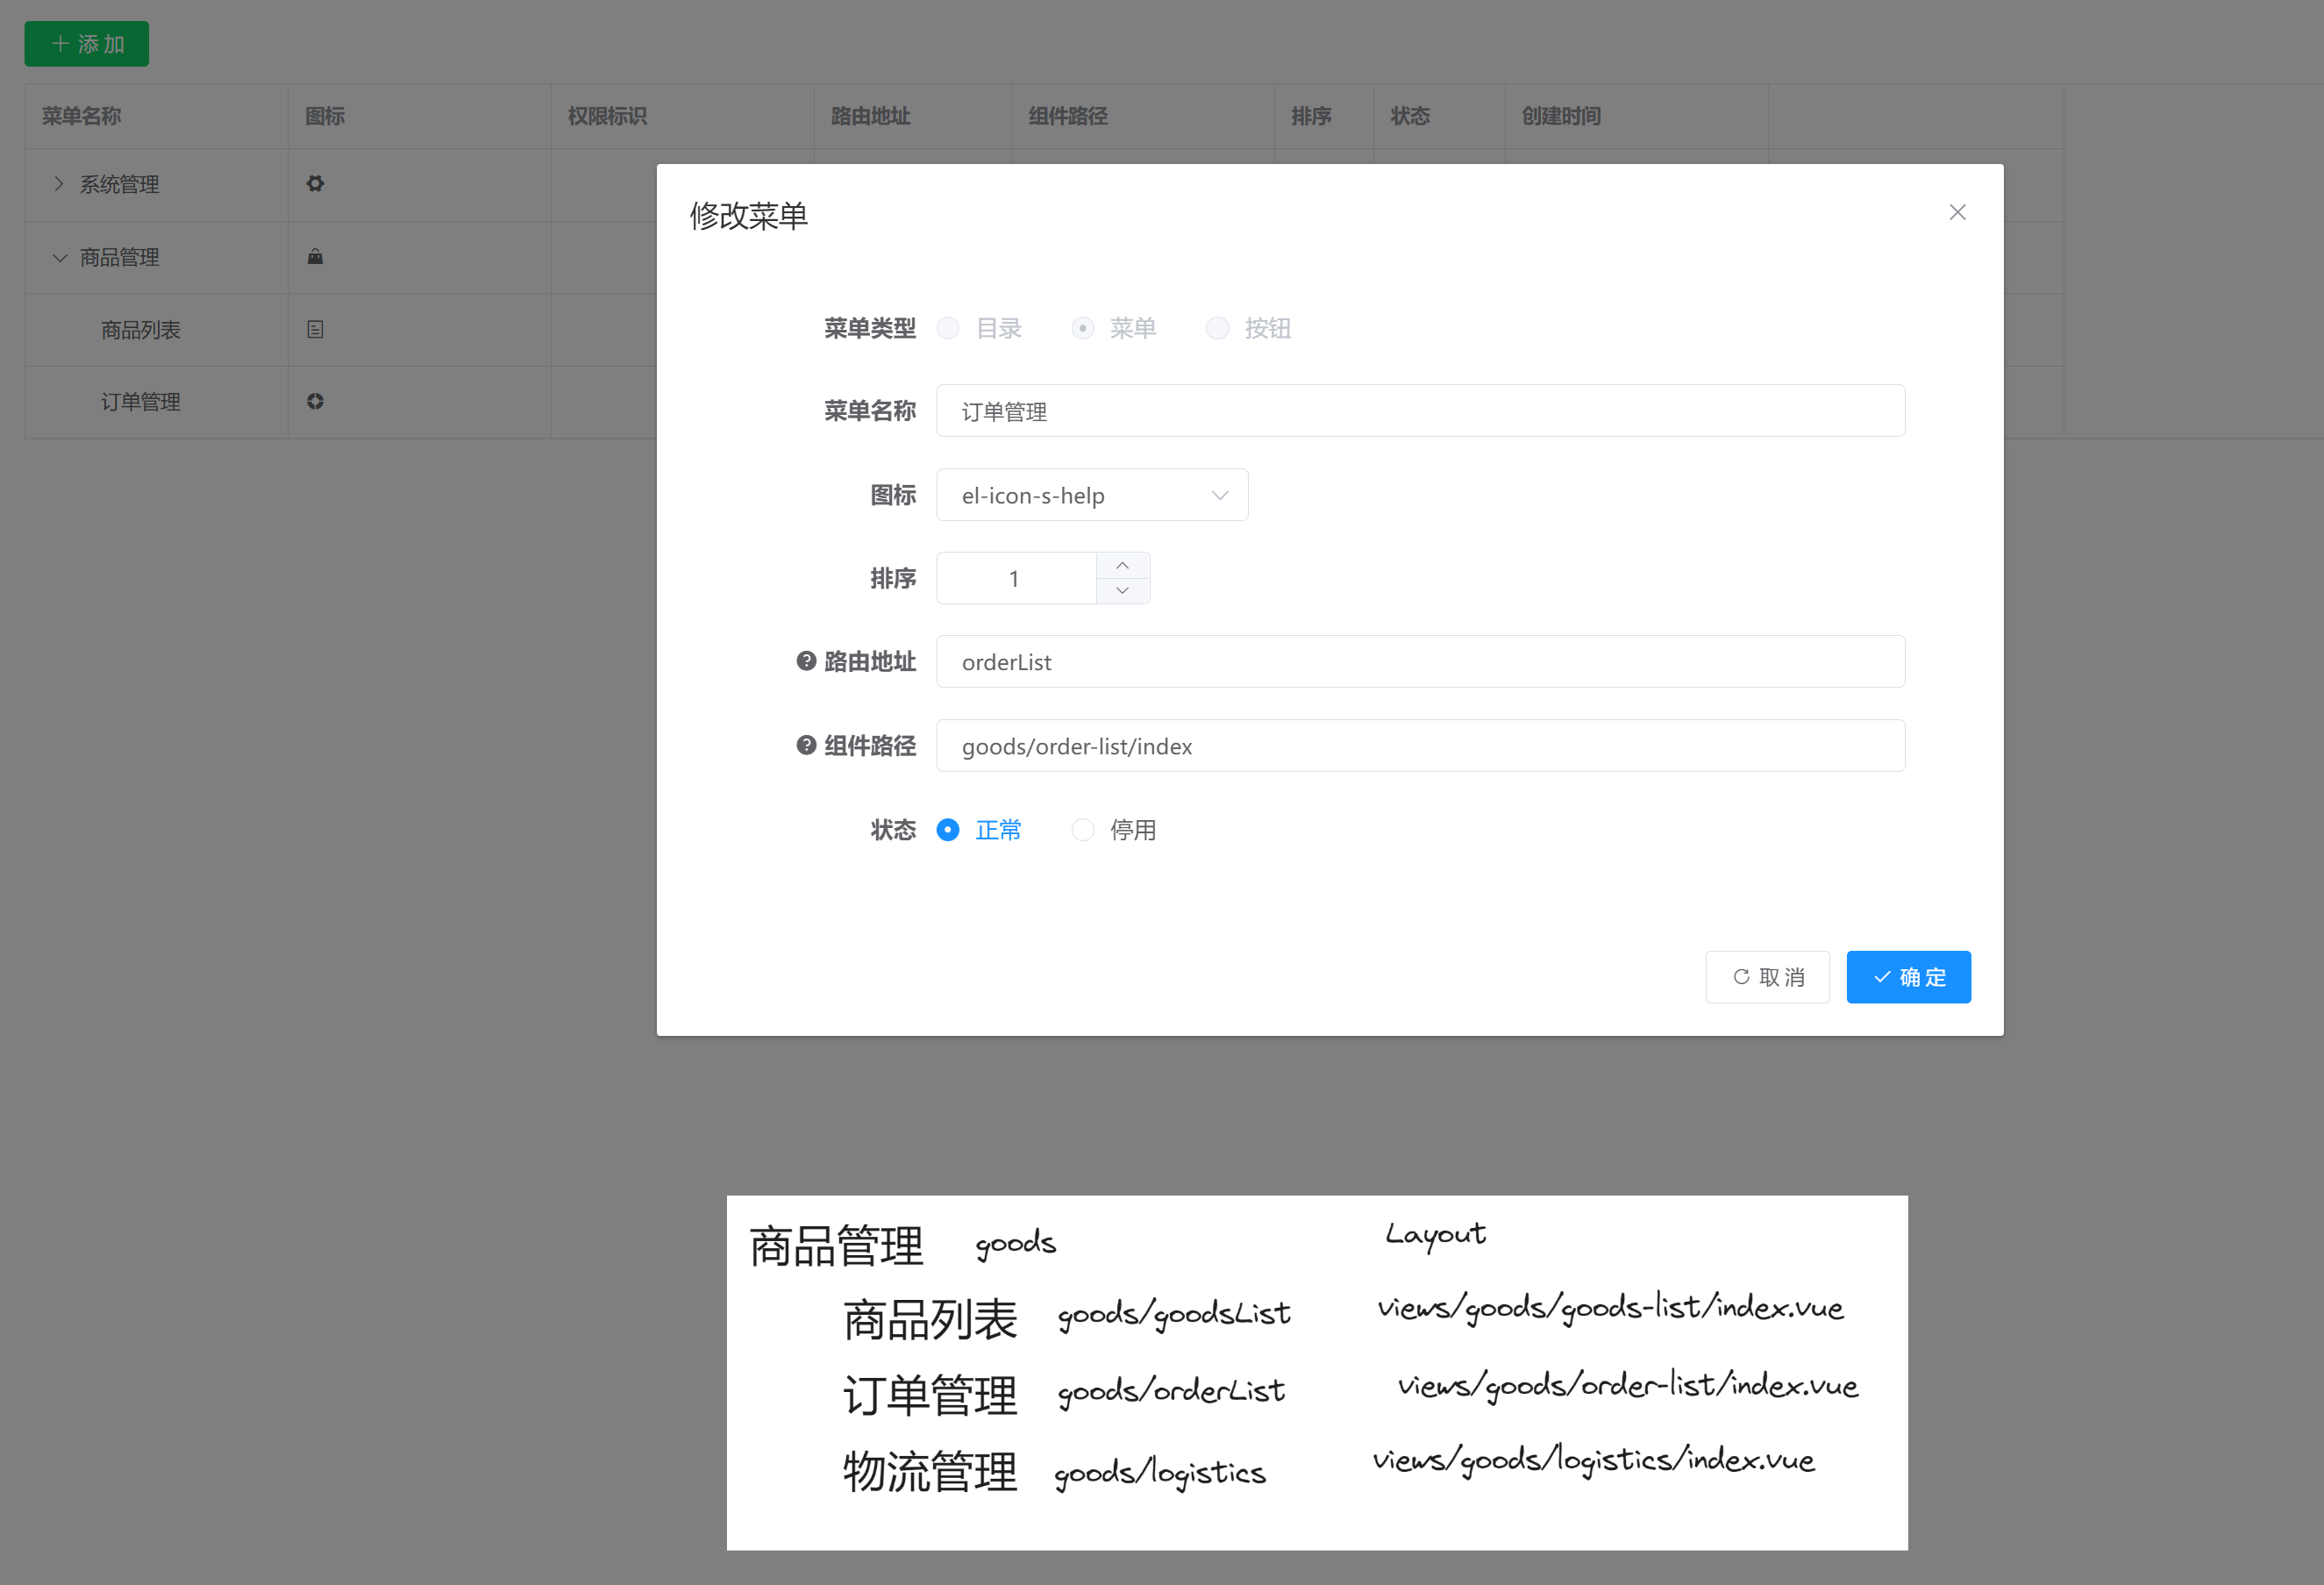 添加
菜单名称 图标 权限标识 路由地址 组件路径 排序 状态 创建时间
系统管理
商品管理
商品列表
订单管理
修改菜单
菜单类型 目录 菜单 按钮
菜单名称 订单管理
图标 el-icon-s-help
排序 1
路由地址 orderList
组件路径 goods/order-list/index
状态 正常 停用
取消 确定
商品管理 goods Layout
商品列表 goods/goodsList views/goods/goods-list/index.vue
订单管理 goods/orderList views/goods/order-list/index.vue
物流管理 goods/logistics views/goods/logistics/index.vue